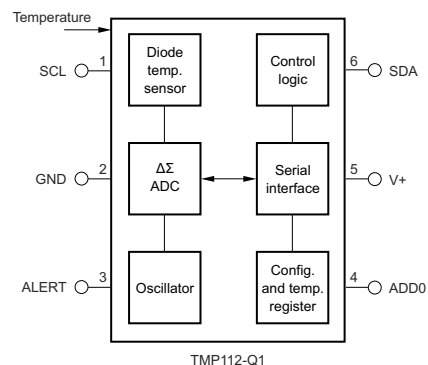 Temperature
SCL
1
Diode
temp.
sensor
Control
logic
6
SDA
GND
2
ΔΣ
ADC
Serial
interface
5
V+
ALERT
3
Oscillator
Config.
and temp.
register
4
ADD0
TMP112-Q1